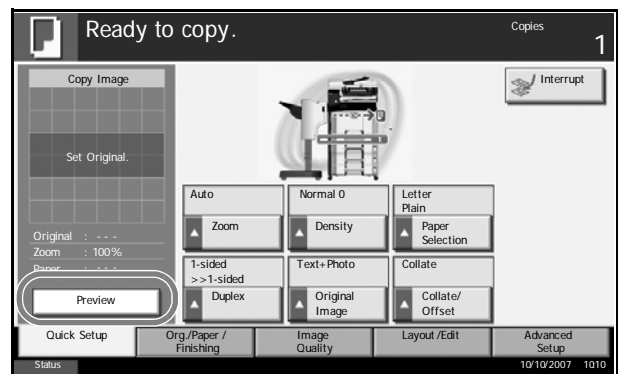 Ready to copy.
Copies
1
Copy Image
Set Original.
Original : - - -
Zoom : 100%
Paper : - - -
Preview
Interrupt
Auto
Zoom
Normal 0
Density
Letter
Plain
Paper
Selection
1-sided
>>1-sided
Duplex
Text+Photo
Original
Image
Collate
Collate/
Offset
Quick Setup
Org./Paper /
Finishing
Image
Quality
Layout /Edit
Advanced
Setup
Status
10/10/2007 1010